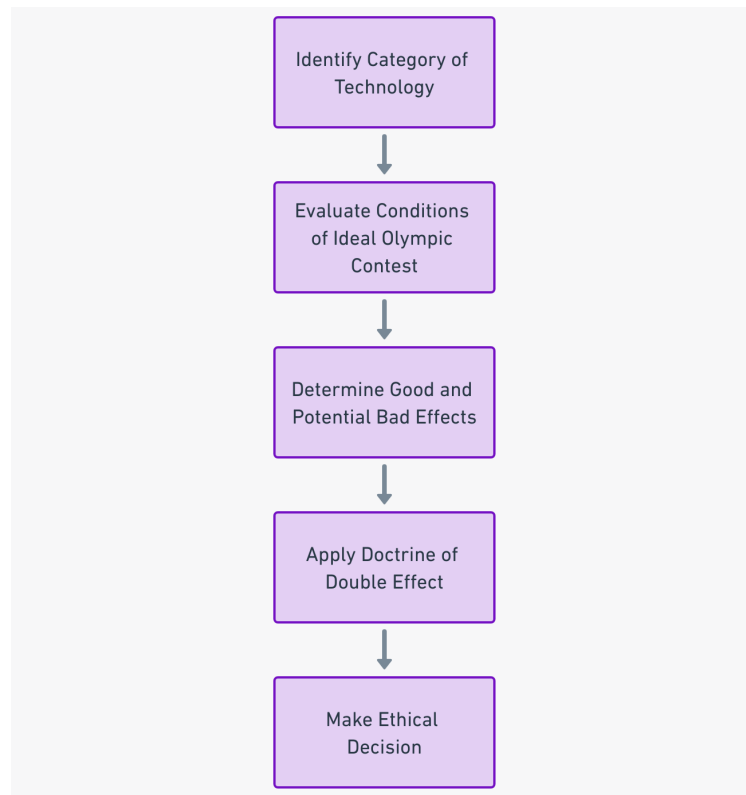 Identify Category of
Technology
Evaluate Conditions
of Ideal Olympic
Contest
Determine Good and
Potential Bad Effects
Apply Doctrine of
Double Effect
Make Ethical
Decision